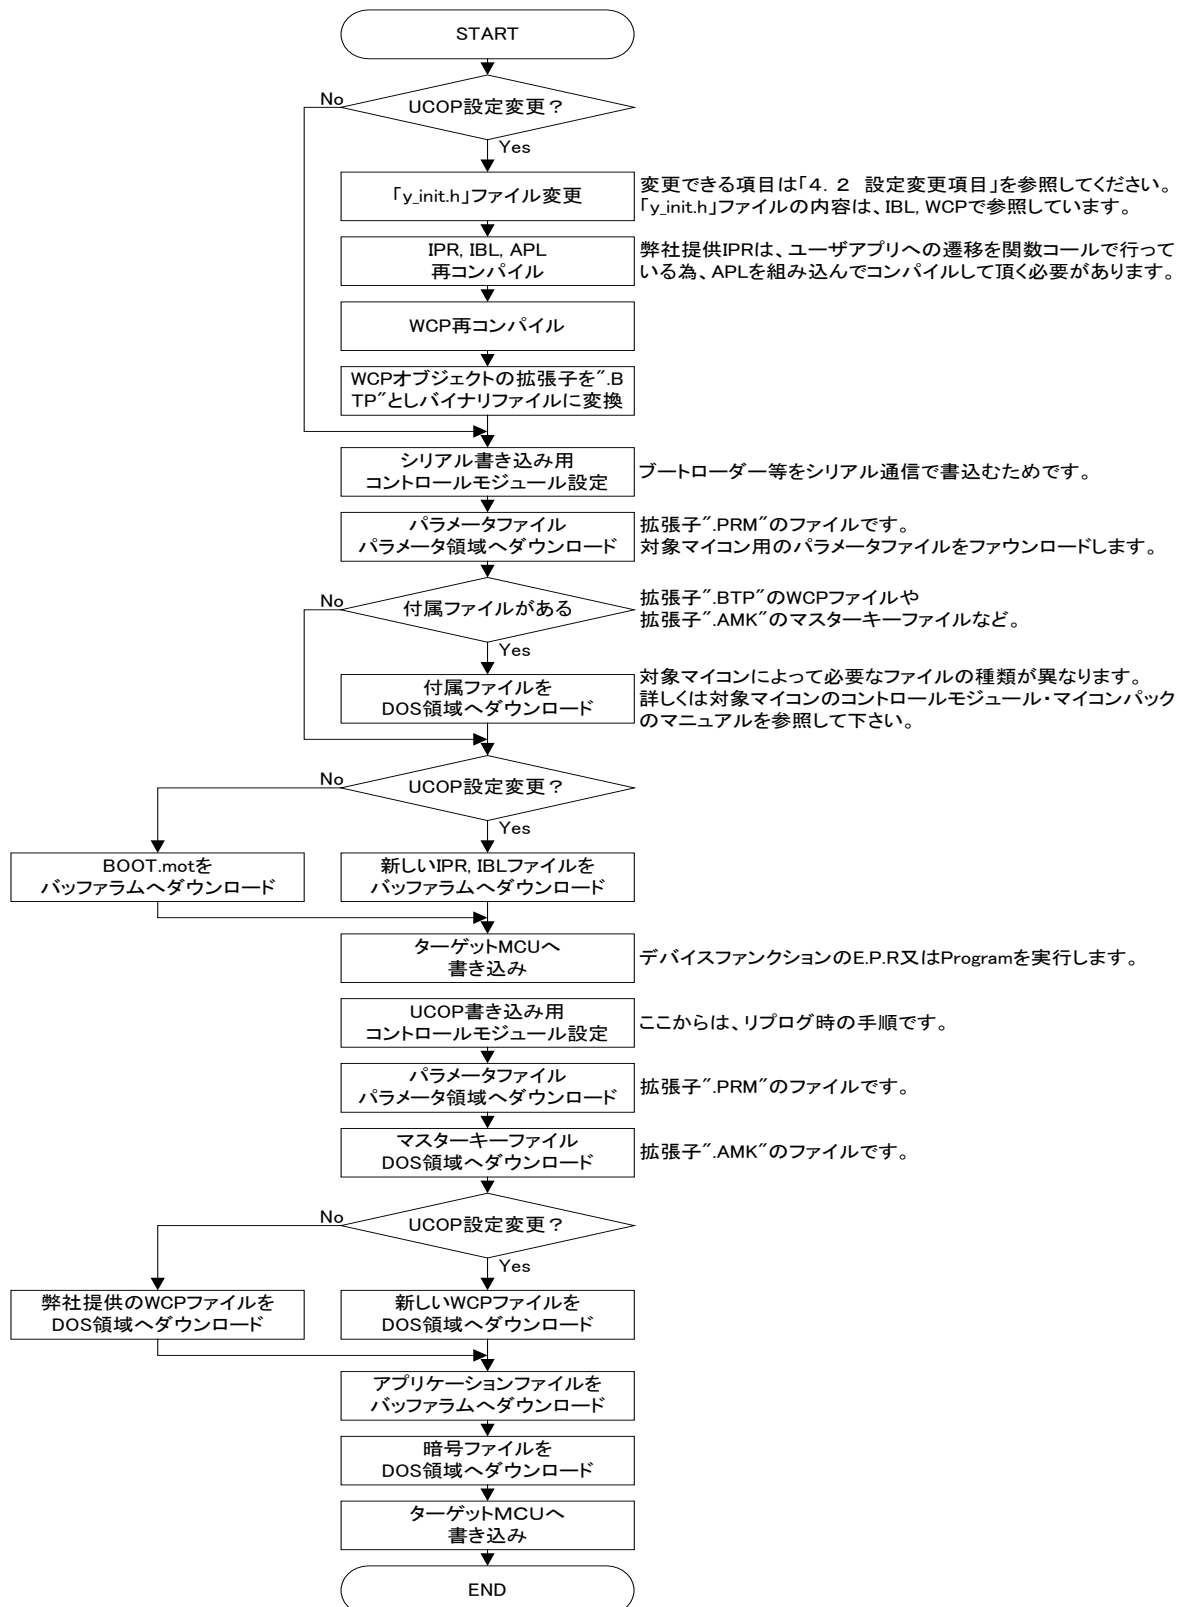 START
UCOP設定変更？
No
Yes
「y_init.h」ファイル変更
変更できる項目は「４．２　設定変更項目」を参照してください。
「y_init.h」ファイルの内容は、IBL, WCPで参照しています。
IPR, IBL, APL
再コンパイル
弊社提供IPRは、ユーザアプリへの遷移を関数コールで行って
いる為、APLを組み込んでコンパイルして頂く必要があります。
WCP再コンパイル
WCPオブジェクトの拡張子を”.B
TP”としバイナリファイルに変換
シリアル書き込み用
コントロールモジュール設定
ブートローダー等をシリアル通信で書込むためです。
パラメータファイル
パラメータ領域へダウンロード
拡張子”.PRM”のファイルです。
対象マイコン用のパラメータファイルをファウンロードします。
付属ファイルがある
No
Yes
拡張子”.BTP”のWCPファイルや
拡張子”.AMK”のマスターキーファイルなど。
付属ファイルを
DOS領域へダウンロード
対象マイコンによって必要なファイルの種類が異なります。
詳しくは対象マイコンのコントロールモジュール・マイコンパック
のマニュアルを参照して下さい。
UCOP設定変更？
No
Yes
BOOT.motを
バッファラムへダウンロード
新しいIPR, IBLファイルを
バッファラムへダウンロード
ターゲットMCUへ
書き込み
デバイスファンクションのE.P.R又はProgramを実行します。
UCOP書き込み用
コントロールモジュール設定
ここからは、リプログ時の手順です。
パラメータファイル
パラメータ領域へダウンロード
拡張子”.PRM”のファイルです。
マスターキーファイル
DOS領域へダウンロード
拡張子”.AMK”のファイルです。
UCOP設定変更？
No
Yes
弊社提供のWCPファイルを
DOS領域へダウンロード
新しいWCPファイルを
DOS領域へダウンロード
アプリケーションファイルを
バッファラムへダウンロード
暗号ファイルを
DOS領域へダウンロード
ターゲットＭＣＵへ
書き込み
END